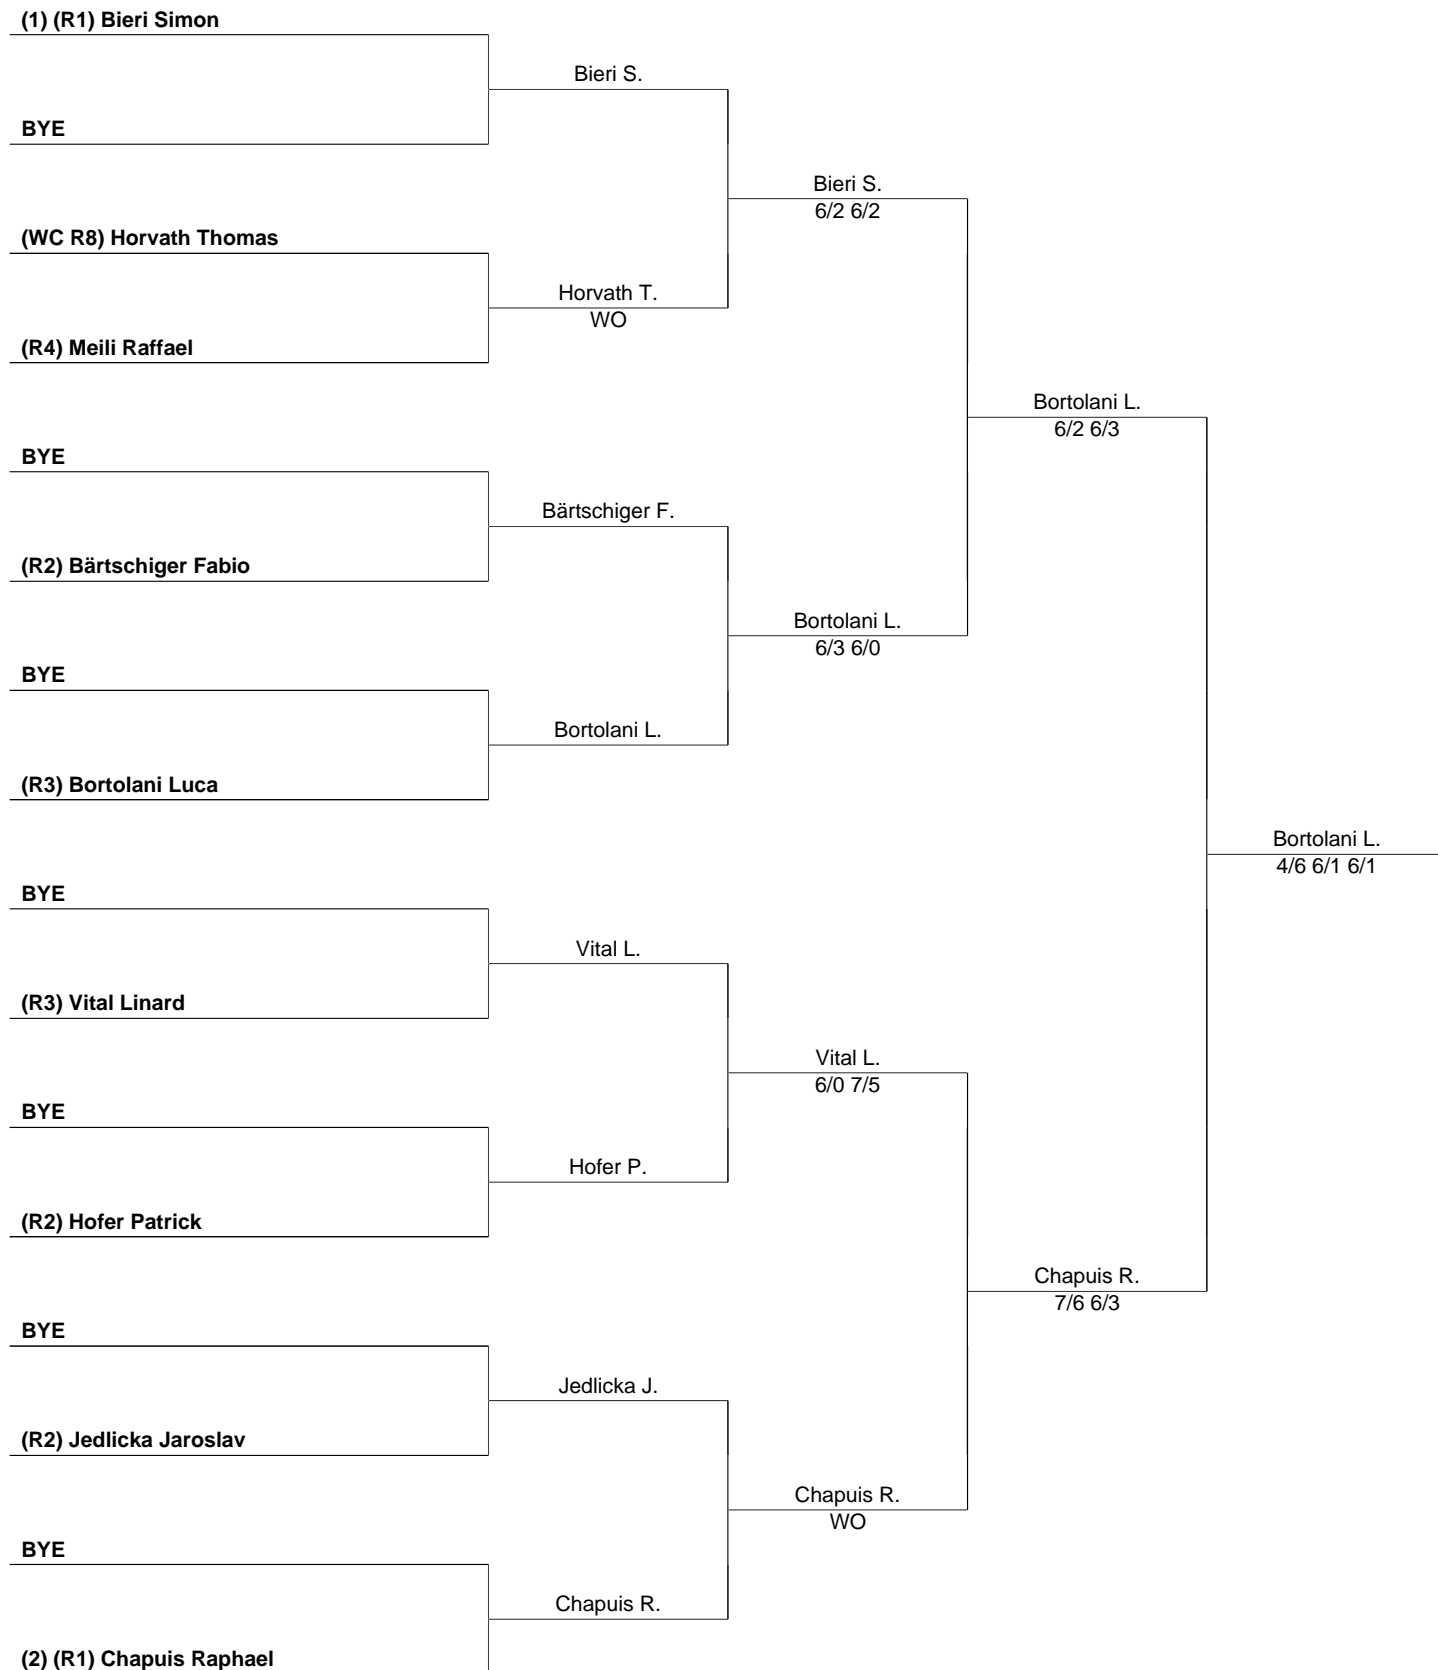 (1) (R1) Bieri Simon
Bieri S.
BYE
Bieri S.
6/2 6/2
(WC R8) Horvath Thomas
Horvath T.
WO
(R4) Meili Raffael
Bortolani L.
6/2 6/3
BYE
Bärtschiger F.
(R2) Bärtschiger Fabio
Bortolani L.
6/3 6/0
BYE
Bortolani L.
(R3) Bortolani Luca
Bortolani L.
4/6 6/1 6/1
BYE
Vital L.
(R3) Vital Linard
Vital L.
6/0 7/5
BYE
Hofer P.
(R2) Hofer Patrick
Chapuis R.
7/6 6/3
BYE
Jedlicka J.
(R2) Jedlicka Jaroslav
Chapuis R.
WO
BYE
Chapuis R.
(2) (R1) Chapuis Raphael